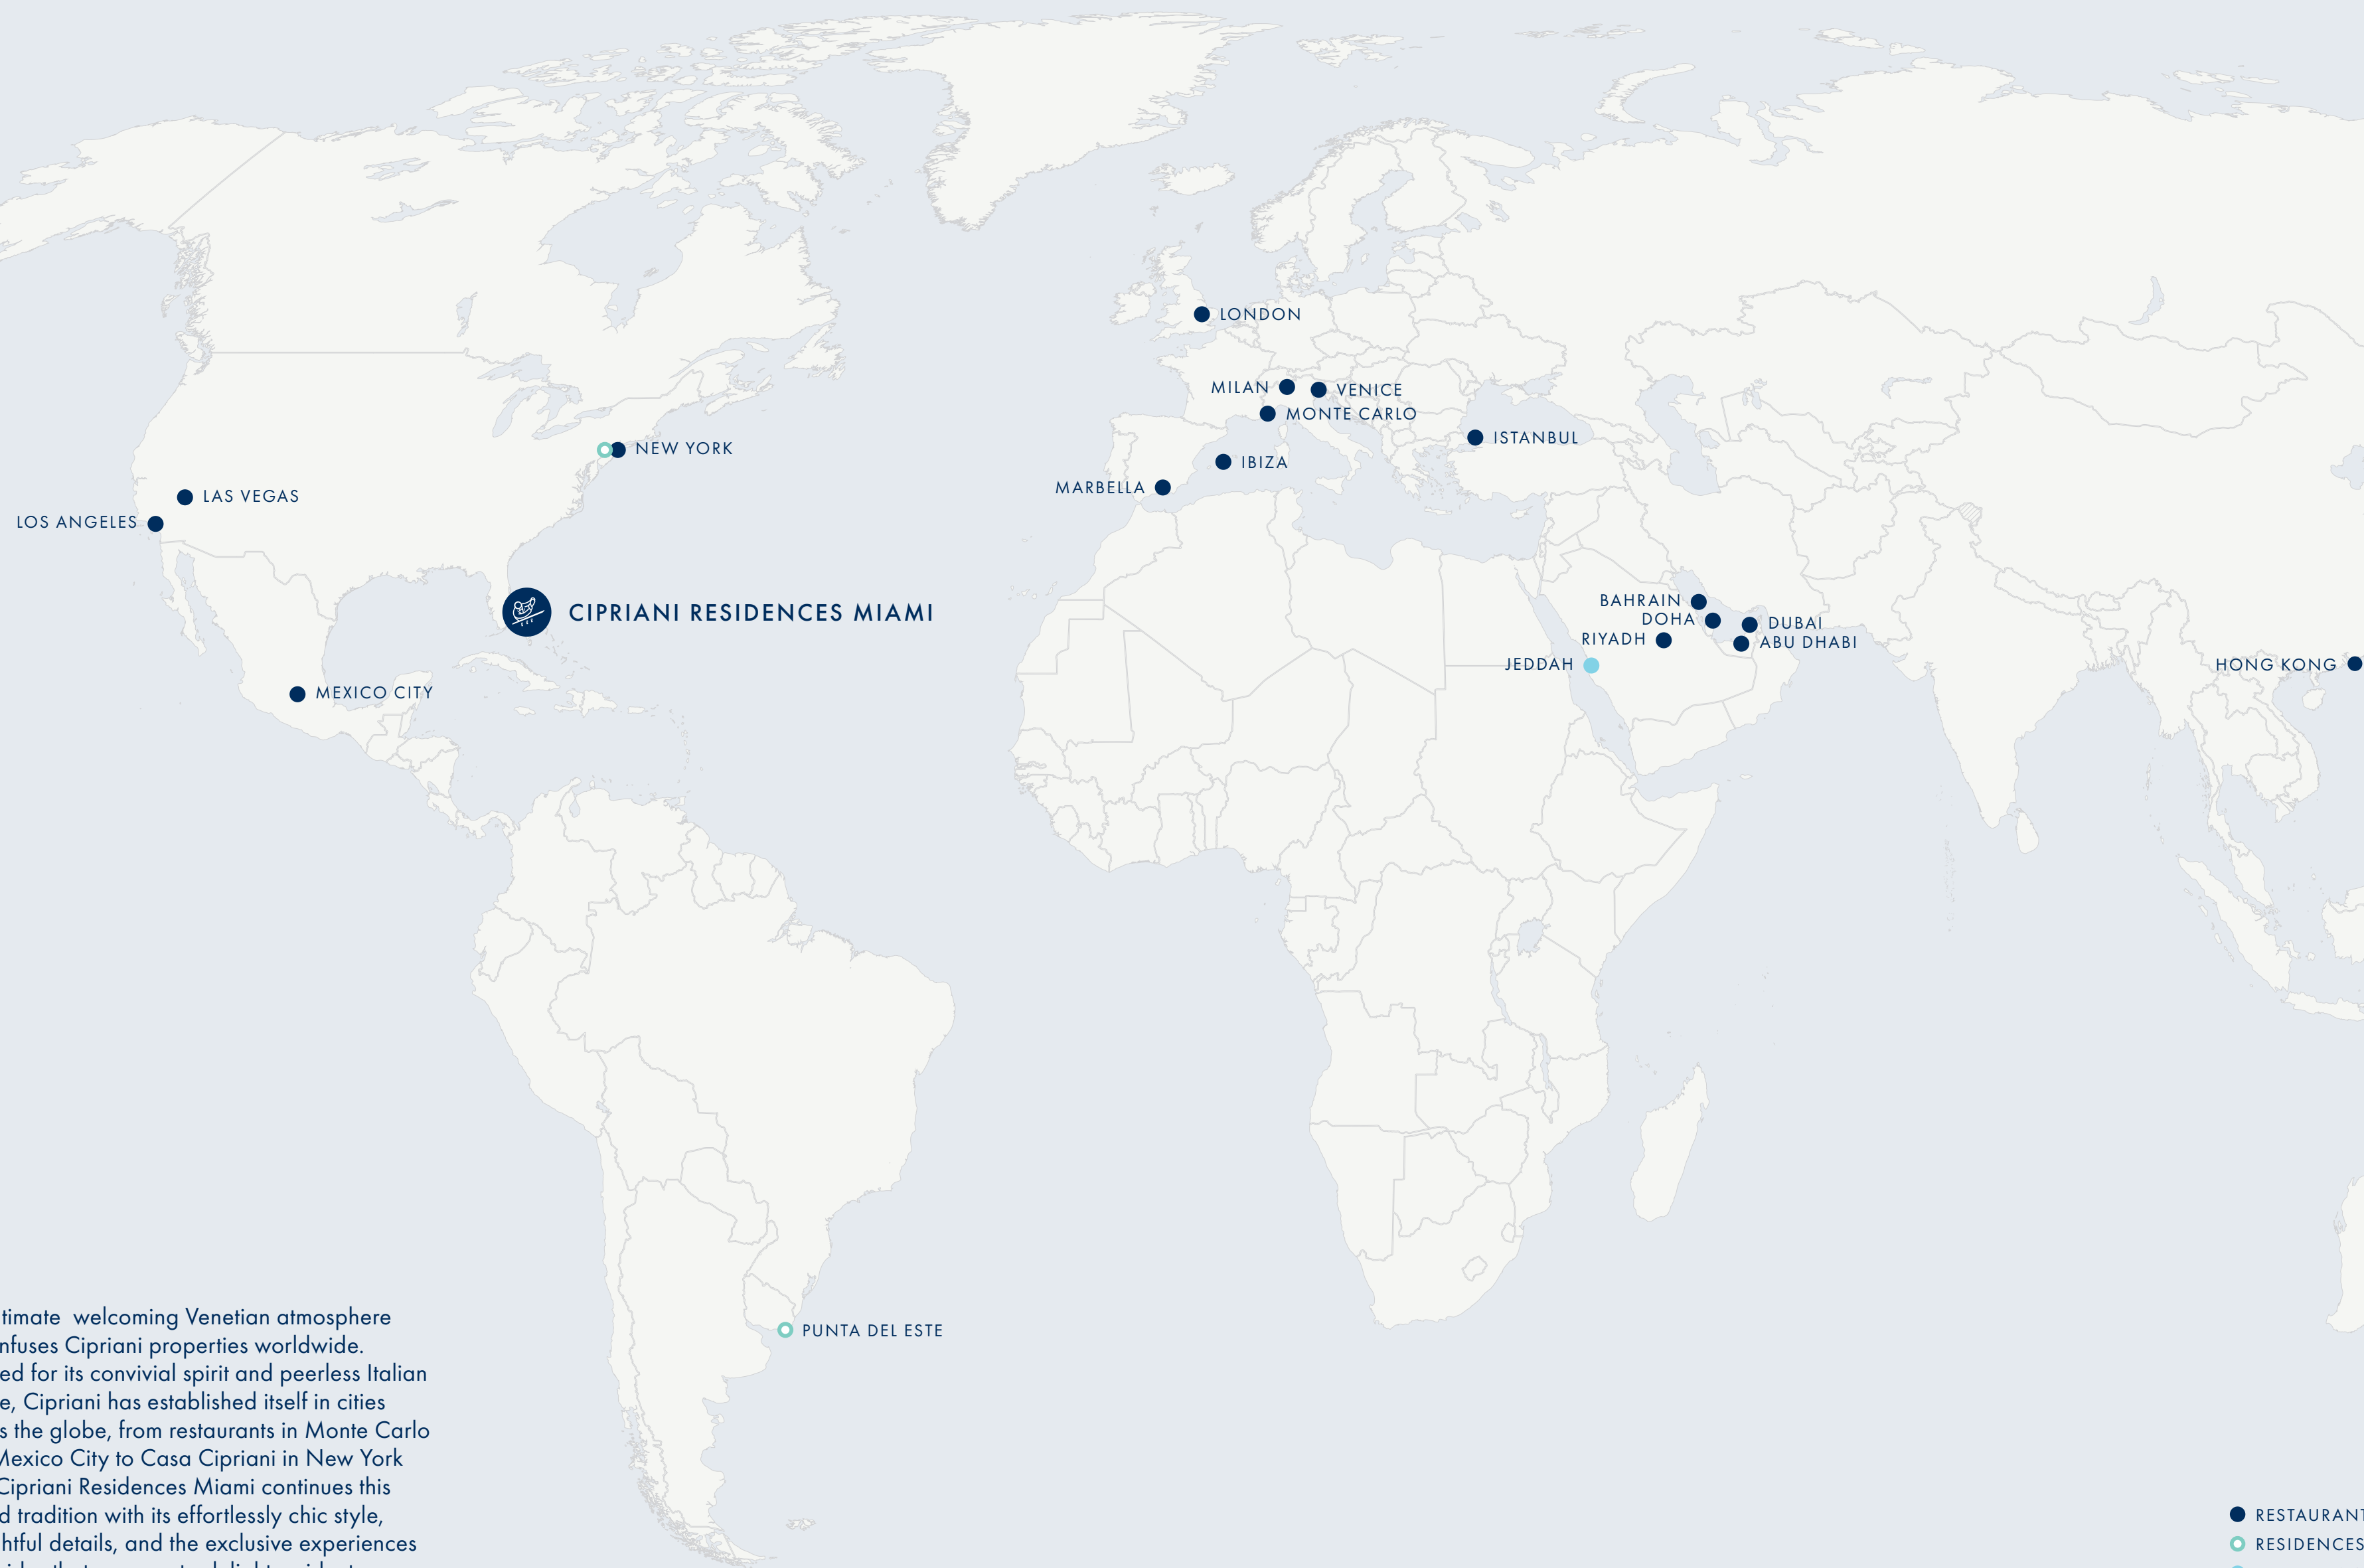 LONDON
MILAN
VENICE
MONTE CARLO
ISTANBUL
NEW YORK
IBIZA
MARBELLA
LAS VEGAS
LOS ANGELES
CIPRIANI RESIDENCES MIAMI
BAHRAIN
DOHA
DUBAI
RIYADH
ABU DHABI
JEDDAH
HONG KONG
MEXICO CITY
PUNTA DEL ESTE
timate welcoming Venetian atmosphere
nfuses Cipriani properties worldwide.
ed for its convivial spirit and peerless Italian
e, Cipriani has established itself in cities
s the globe, from restaurants in Monte Carlo
Mexico City to Casa Cipriani in New York
Cipriani Residences Miami continues this
d tradition with its effortlessly chic style,
htful details, and the exclusive experiences
RESTAURANT
RESIDENCES